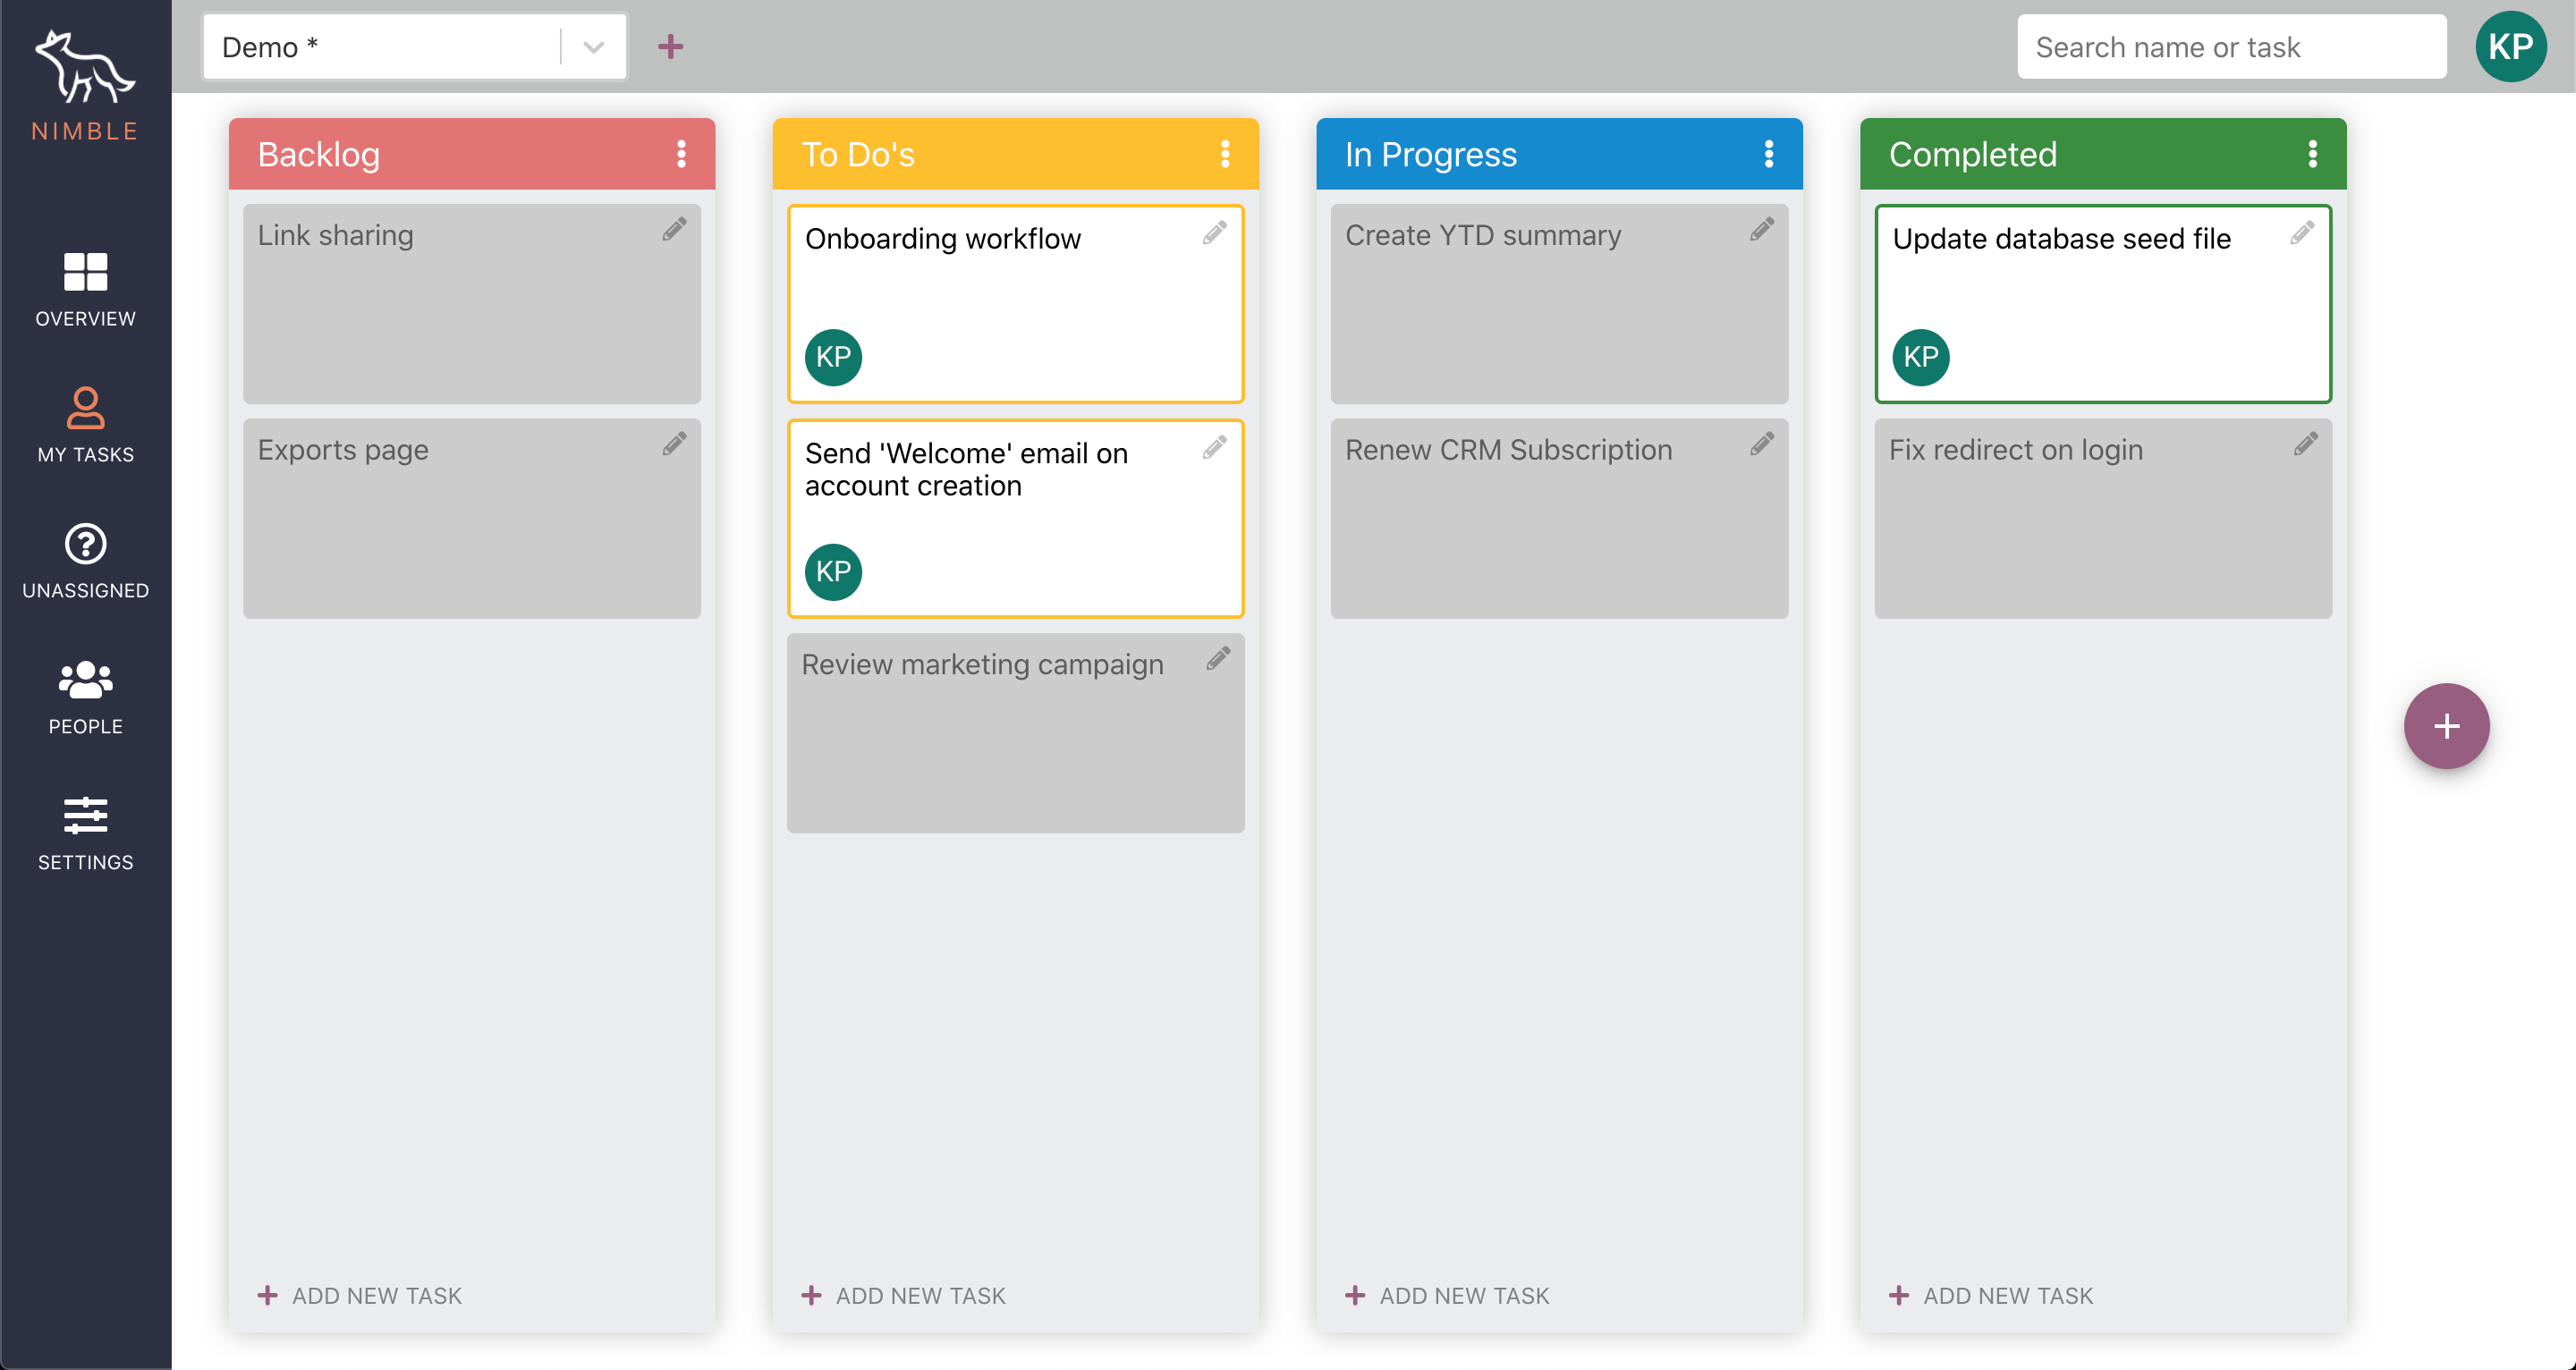 NIMBLE
OVERVIEW
MY TASKS
UNASSIGNED
PEOPLE
SETTINGS
Demo *
Search name or task
KP
Backlog
Link sharing
Exports page
ADD NEW TASK
To Do's
Onboarding workflow
KP
Send 'Welcome' email on
account creation
KP
Review marketing campaign
ADD NEW TASK
In Progress
Create YTD summary
Renew CRM Subscription
ADD NEW TASK
Completed
Update database seed file
KP
Fix redirect on login
ADD NEW TASK